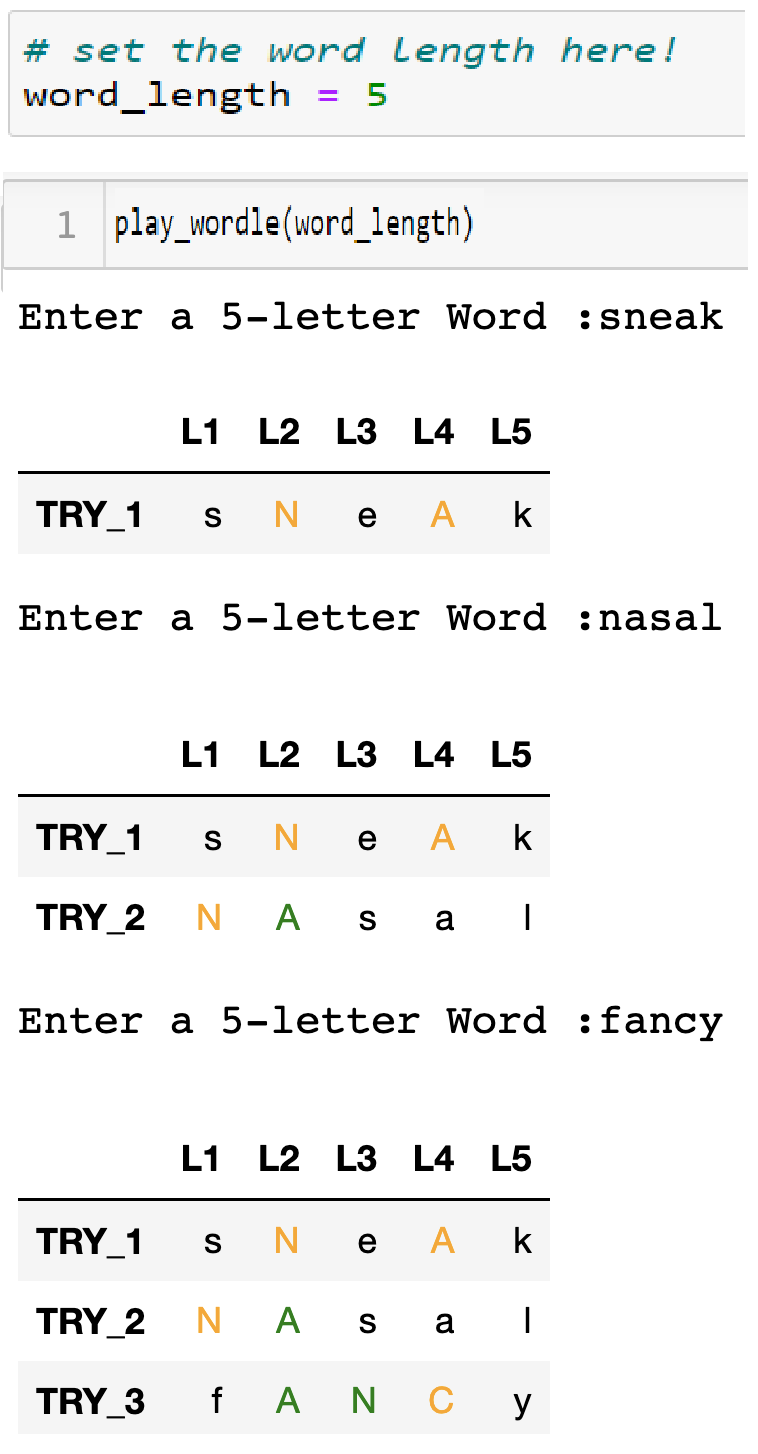 # set the word length here!
word_length = 5
1 play_wordle(word_length)
Enter a 5-letter Word :sneak
L1 L2 L3 L4 L5
TRY_1 s N e A k
Enter a 5-letter Word :nasal
L1 L2 L3 L4 L5
TRY_1 s N e A k
TRY_2 N A s a l
Enter a 5-letter Word :fancy
L1 L2 L3 L4 L5
TRY_1 s N e A k
TRY_2 N A s a l
TRY_3 f A N C y